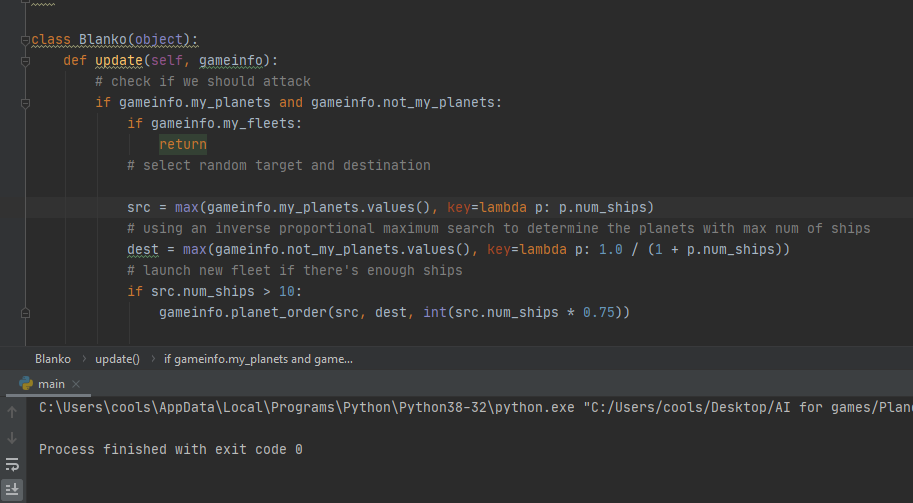 class Blanko(object):
def update(self, gameinfo):
# check if we should attack
if gameinfo.my_planets and gameinfo.not_my_planets:
if gameinfo.my_fleets:
return
# select random target and destination
src = max(gameinfo.my_planets.values(), key=lambda p: p.num_ships)
# using an inverse proportional maximum search to determine the planets with max num of ships
dest = max(gameinfo.not_my_planets.values(), key=lambda p: 1.0 / (1 + p.num_ships))
# launch new fleet if there's enough ships
if src.num_ships > 10:
gameinfo.planet_order(src, dest, int(src.num_ships * 0.75))
Blanko › update() › if gameinfo.my_planets and game...
main ×
C:\Users\cools\AppData\Local\Programs\Python\Python38-32\python.exe "C:/Users/cools/Desktop/AI for games/Plane
Process finished with exit code 0